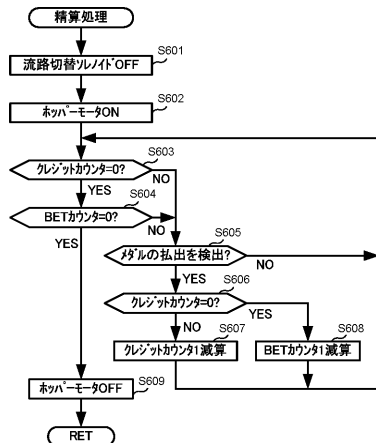 精算処理
S601
流路切替ソレノイドOFF
S602
ホッパーモータON
S603
クレジットカウンタ=0?
NO
YES
S604
BETカウンタ=0?
NO
YES
S605
メダルの払出を検出?
NO
YES
S606
クレジットカウンタ=0?
YES
NO
S607
クレジットカウンタ1減算
S608
BETカウンタ1減算
S609
ホッパーモータOFF
RET